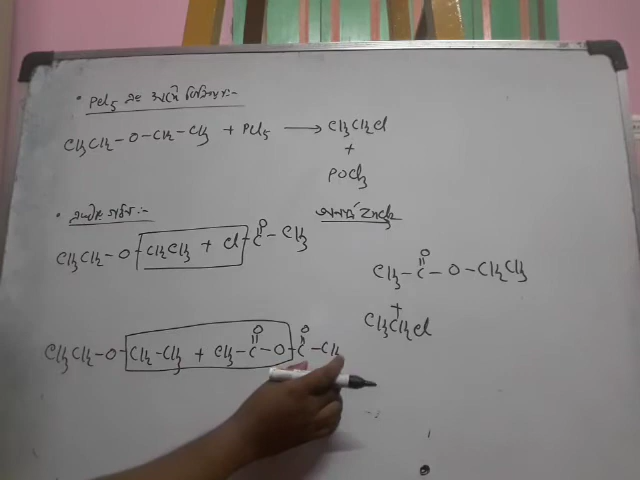 • PCl5 এর সাথে বিক্রিয়া:-
CH3CH2 – O – CH2 – CH3 + PCl5 ⟶ CH3CH2Cl
+
POCl3
CH3CH2 – O – CH2CH3 + Cl – C – CH3
O
ZnCl2
CH3 – C – O – CH2CH3
O
+
CH3CH2Cl
CH3CH2 – O – CH2 – CH3 + CH3 – C – O – C – CH3
O O